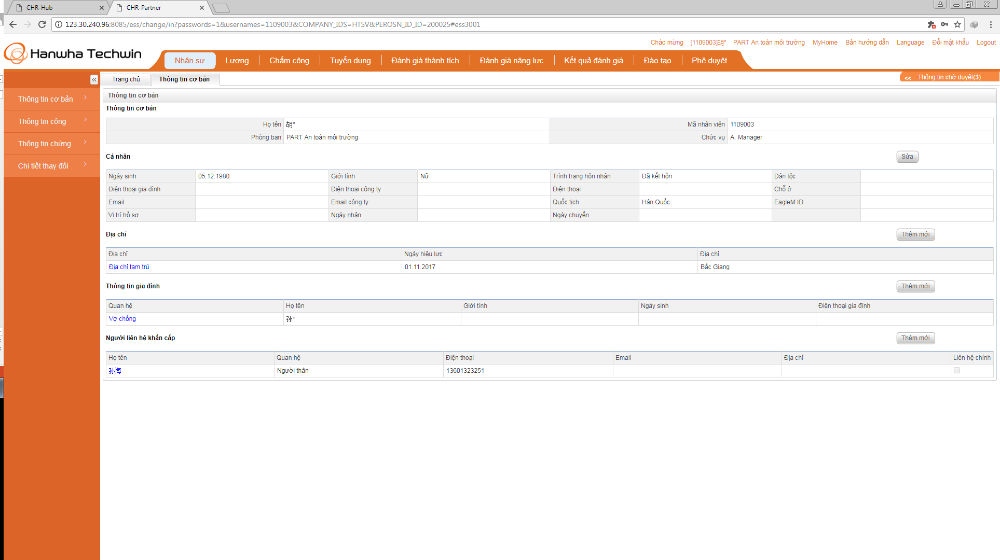 CHR-Hub
CHR-Partner
123.30.240.96:8085/ess/change/in?passwords=1&usernames=1109003&COMPANY_IDS=HTSV&PEROSN_ID_ID=200025#ess3001
Chào mừng [1109003]胡* PART An toàn môi trường MyHome Bản hướng dẫn Language Đổi mật khẩu Logout
Hanwha Techwin
Nhân sự Lương Chấm công Tuyển dụng Đánh giá thành tích Đánh giá năng lực Kết quả đánh giá Đào tạo Phê duyệt
Trang chủ Thông tin cơ bản << Thông tin chờ duyệt(3)
Thông tin cơ bản
Thông tin công
Thông tin chứng
Chi tiết thay đổi
Thông tin cơ bản
Thông tin cơ bản
Họ tên 胡* Mã nhân viên 1109003
Phòng ban PART An toàn môi trường Chức vụ A. Manager
Cá nhân Sửa
Ngày sinh 05.12.1980 Giới tính Nữ Trình trạng hôn nhân Đã kết hôn Dân tộc
Điện thoại gia đình Điện thoại công ty Điện thoại Chỗ ở
Email Email công ty Quốc tịch Hàn Quốc EagleM ID
Vị trí hồ sơ Ngày nhận Ngày chuyển
Địa chỉ Thêm mới
Địa chỉ Ngày hiệu lực Địa chỉ
Địa chỉ tạm trú 01.11.2017 Bắc Giang
Thông tin gia đình Thêm mới
Quan hệ Họ tên Giới tính Ngày sinh Điện thoại gia đình
Vợ chồng 孙*
Người liên hệ khẩn cấp Thêm mới
Họ tên Quan hệ Điện thoại Email Địa chỉ Liên hệ chính
孙海 Người thân 13601323251